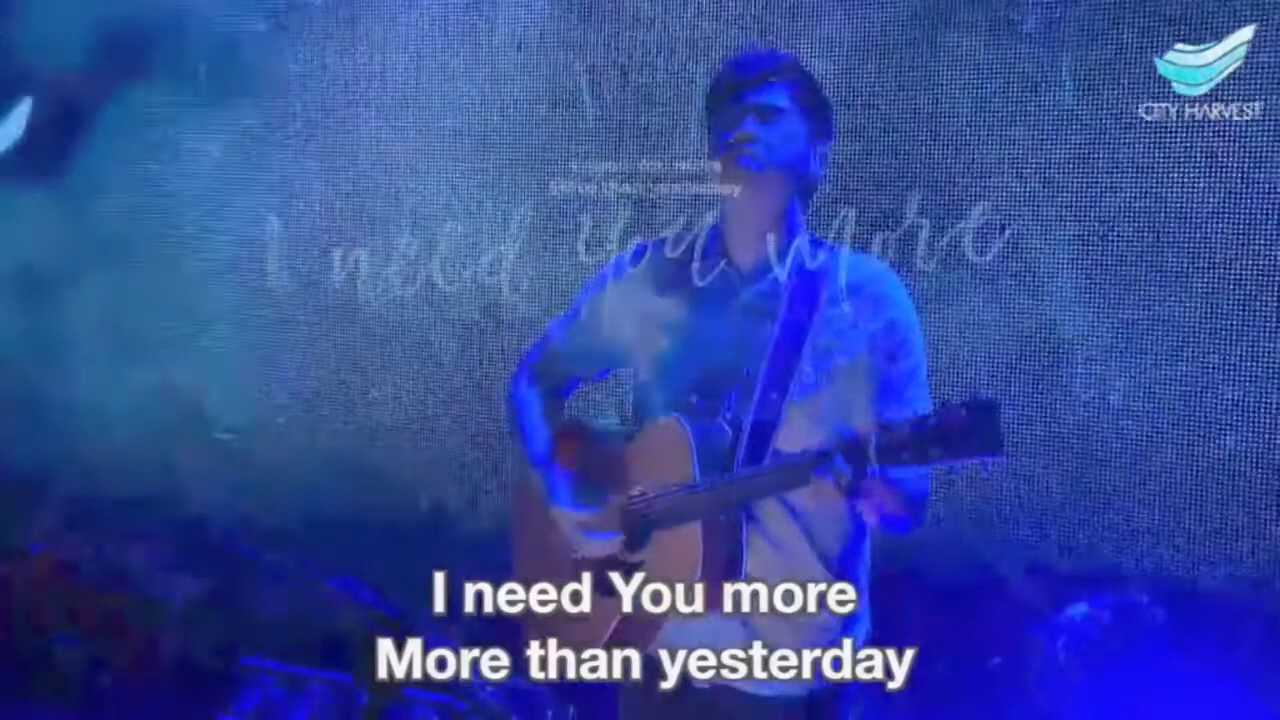 CITY HARVEST
I need you more
I need You more
More than yesterday